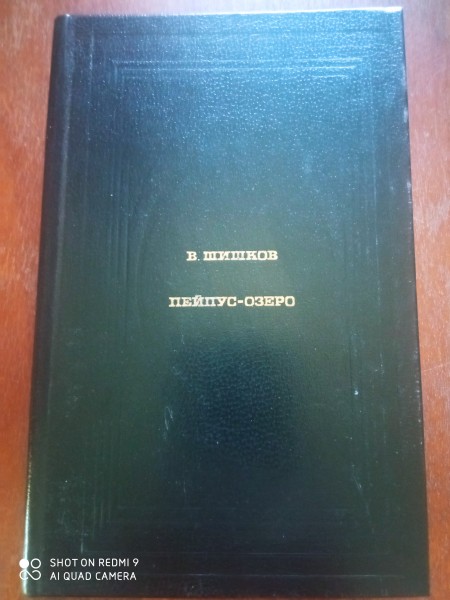 В. ШИШКОВ
ПЕЙПУС-ОЗЕРО
SHOT ON REDMI 9
AI QUAD CAMERA